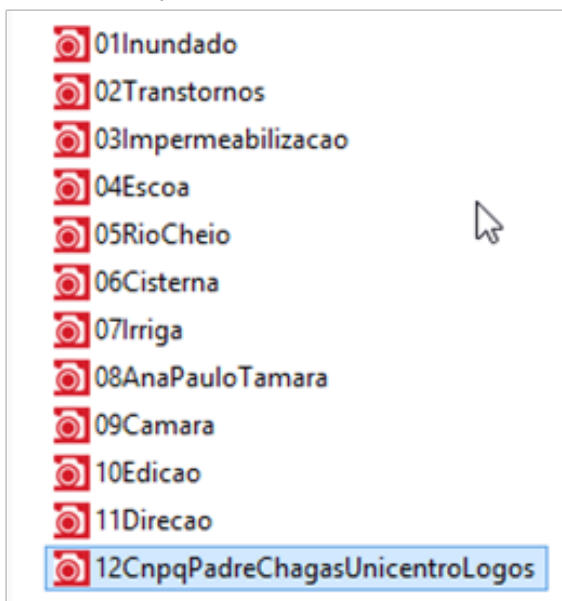 01Inundado
02Transtornos
03Impermeabilizacao
04Escoa
05RioCheio
06Cisterna
07Irriga
08AnaPauloTamara
09Camara
10Edicao
11Direcao
12CnpqPadreChagasUnicentroLogos